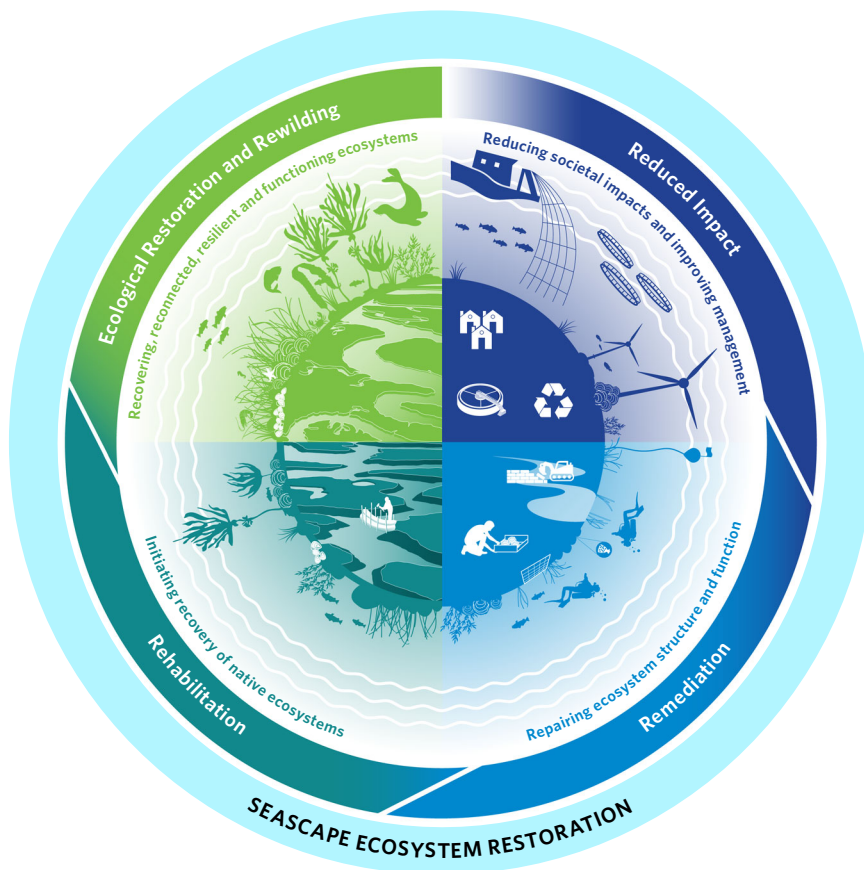 Ecological Restoration and Rewilding
Recovering, reconnected, resilient and functioning ecosystems
Reduced Impact
Reducing societal impacts and improving management
Remediation
Repairing ecosystem structure and function
Rehabilitation
Initiating recovery of native ecosystems
SEASCAPE ECOSYSTEM RESTORATION